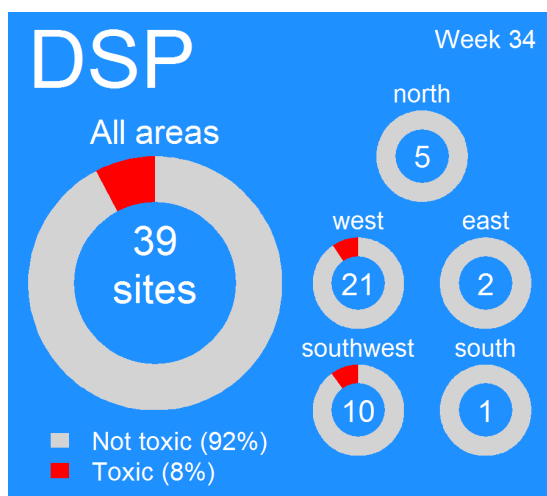 DSP
Week 34
All areas
39
sites
north
5
west
21
east
2
southwest
10
south
1
Not toxic (92%)
Toxic (8%)